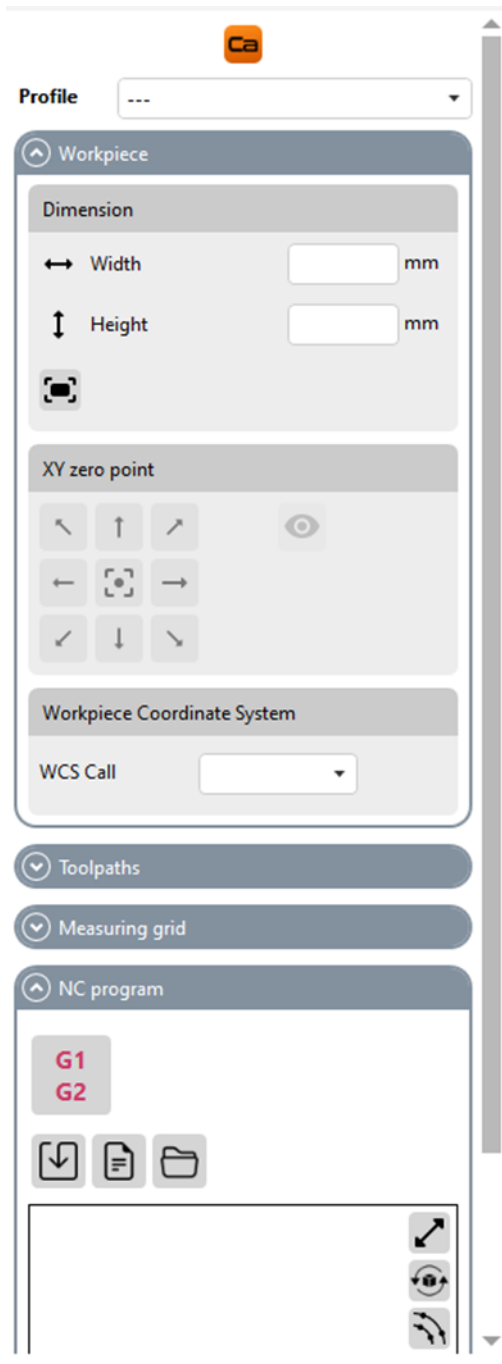 Ca
Profile ---
Workpiece
Dimension
Width mm
Height mm
XY zero point
Workpiece Coordinate System
WCS Call
Toolpaths
Measuring grid
NC program
G1
G2